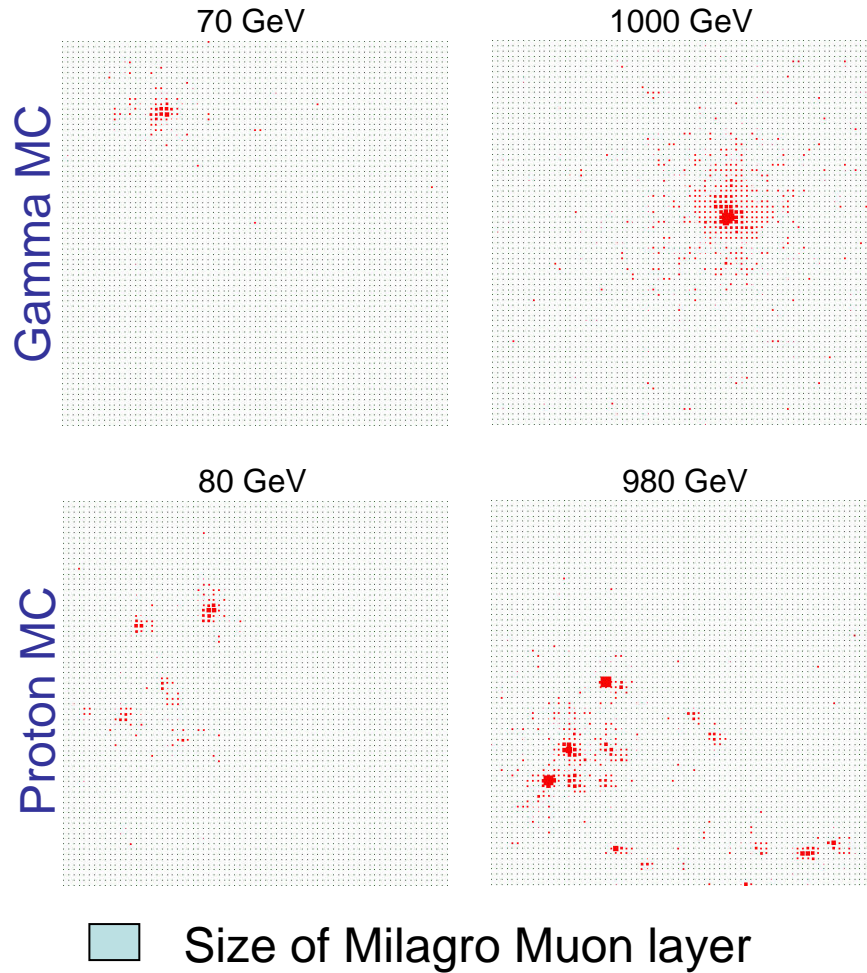 70 GeV
1000 GeV
Gamma MC
80 GeV
980 GeV
Proton MC
Size of Milagro Muon layer